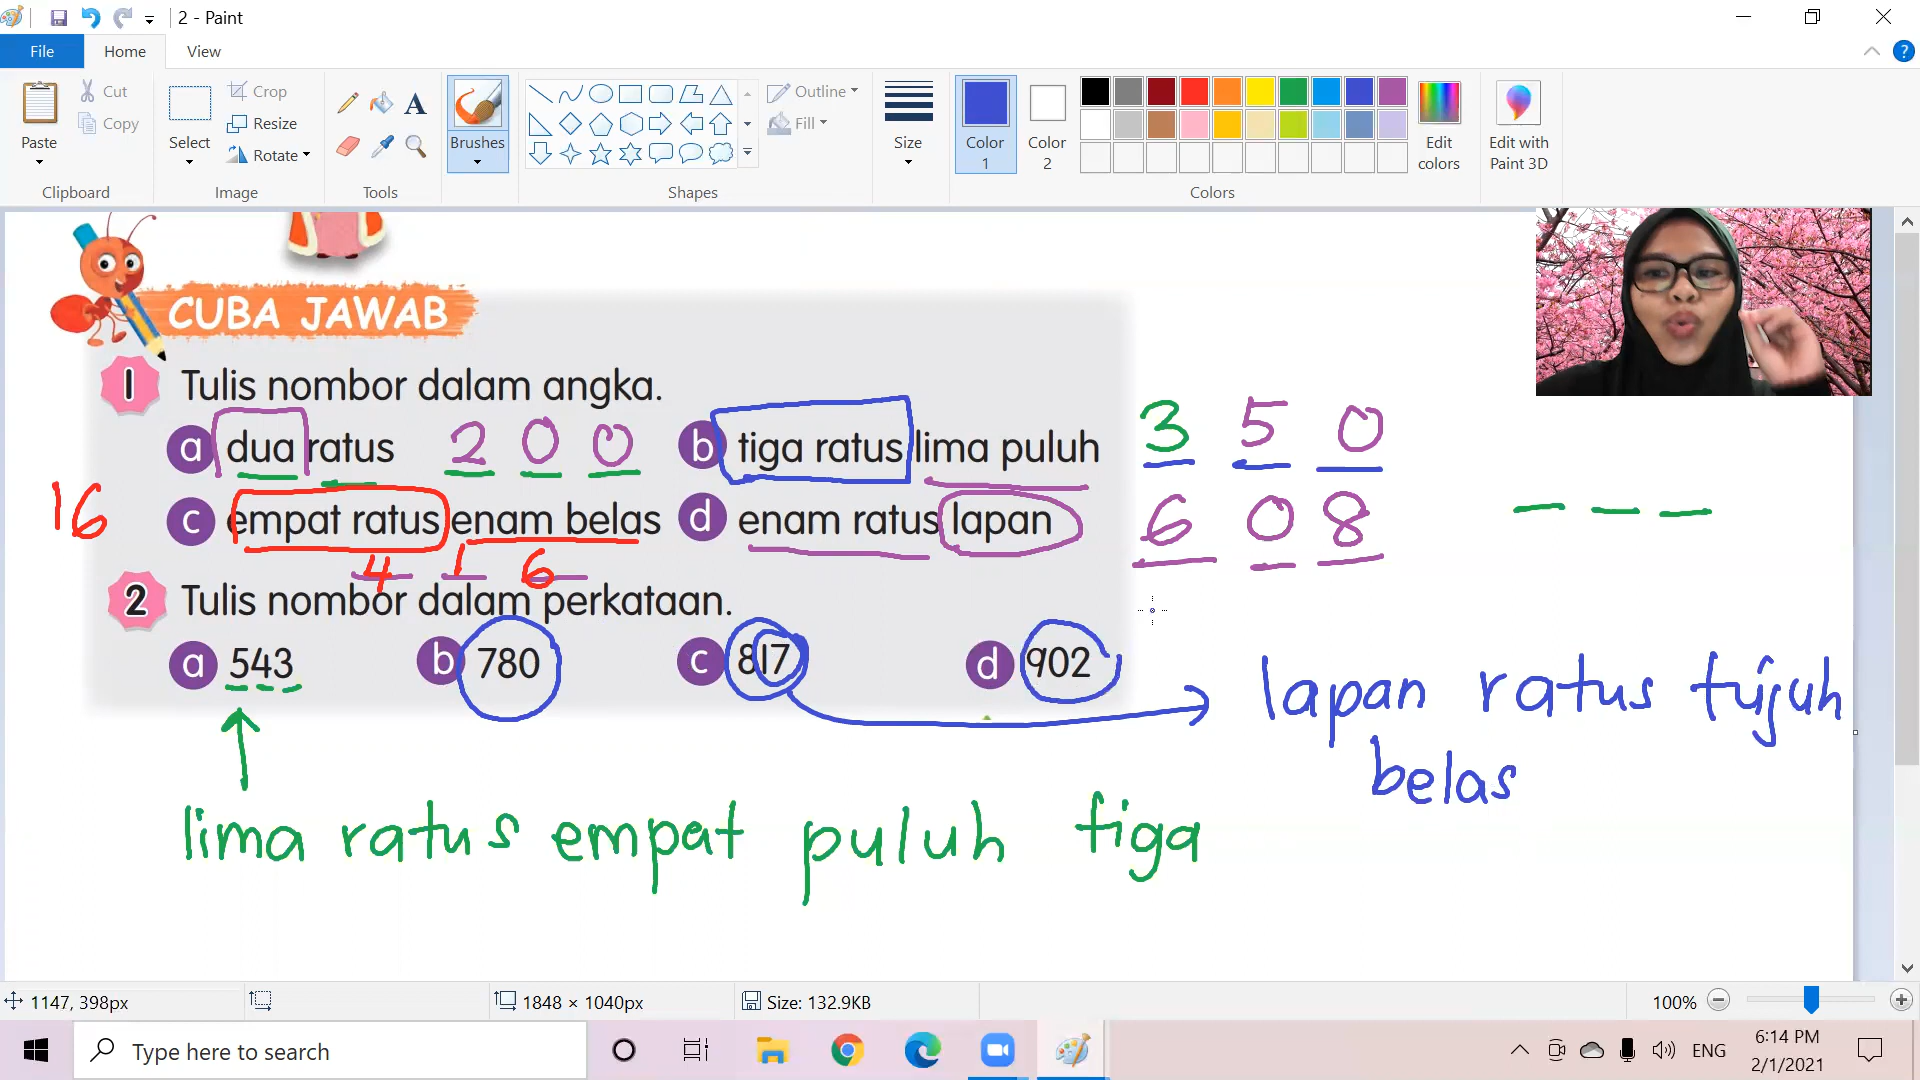 2 - Paint
File Home View
Paste Cut Copy Clipboard
Select Crop Resize Rotate Image
Tools
Brushes
Outline Fill Shapes
Size
Color 1 Color 2 Edit colors Colors
Edit with Paint 3D
CUBA JAWAB
1 Tulis nombor dalam angka.
a dua ratus 2 0 0 b tiga ratus lima puluh 3 5 0
16 c empat ratus enam belas d enam ratus lapan 6 0 8
4 1 6
2 Tulis nombor dalam perkataan.
a 543 b 780 c 817 d 902
lapan ratus tujuh
belas
lima ratus empat puluh tiga
1147, 398px 1848 × 1040px Size: 132.9KB 100%
Type here to search ENG 6:14 PM
2/1/2021